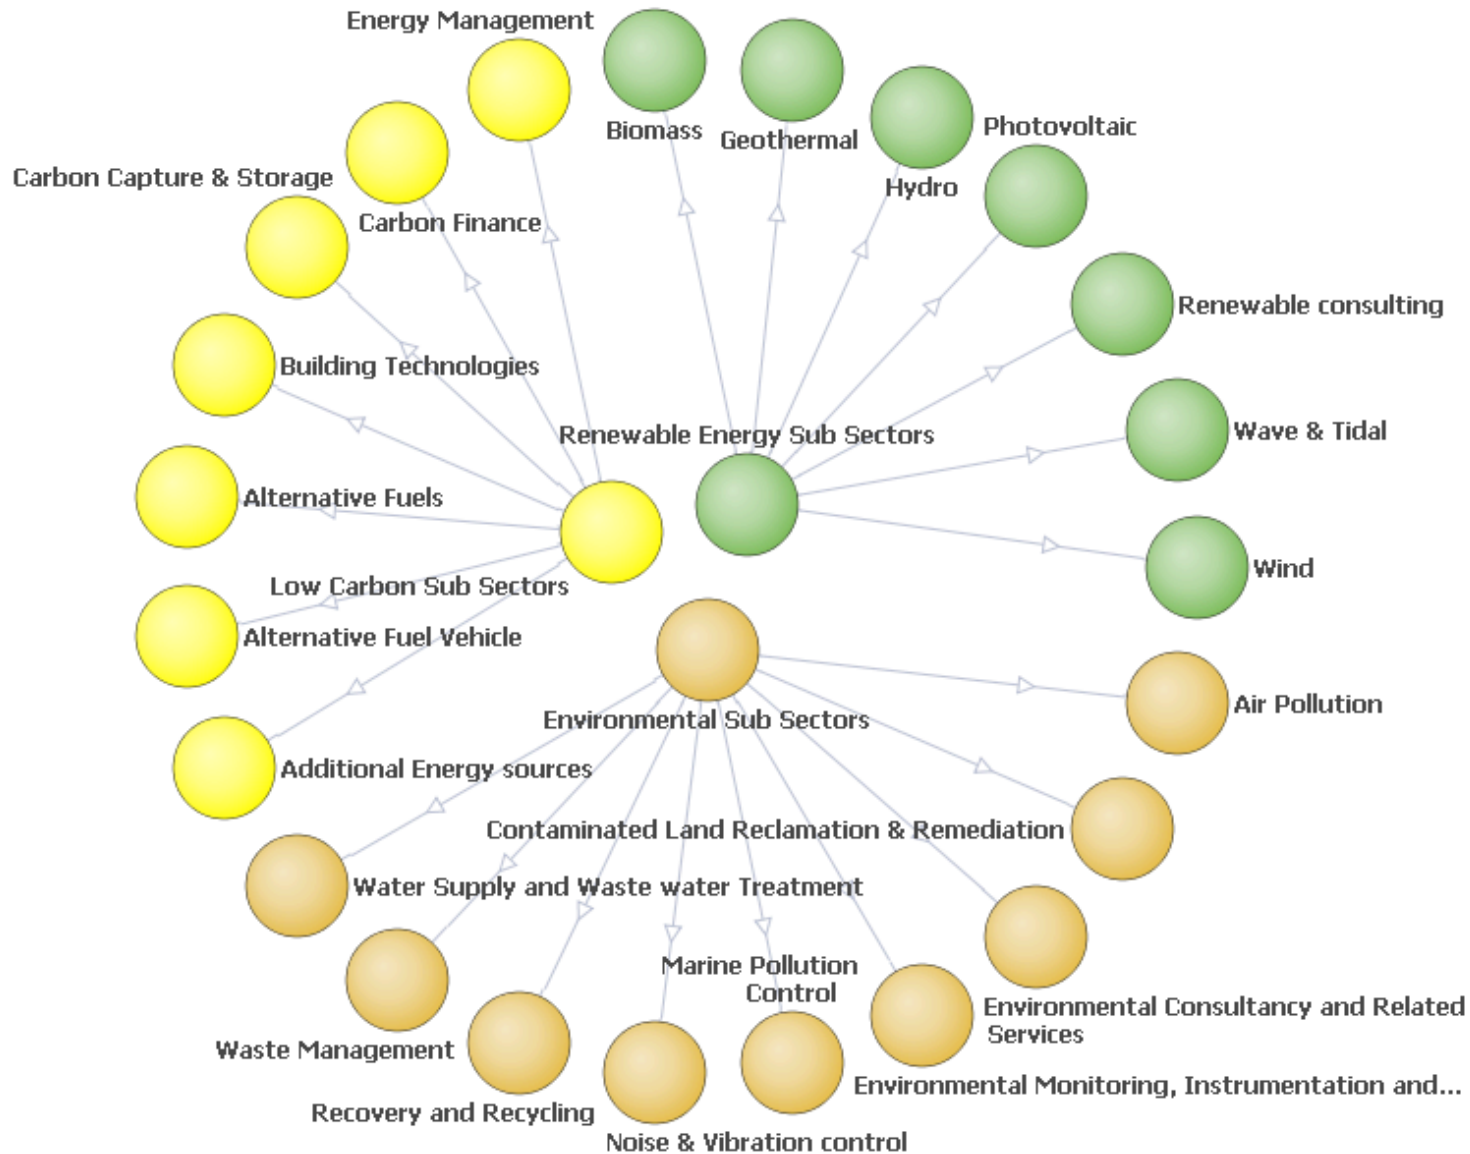 Energy Management
Biomass
Geothermal
Photovoltaic
Hydro
Carbon Capture & Storage
Carbon Finance
Renewable consulting
Building Technologies
Renewable Energy Sub Sectors
Wave & Tidal
Alternative Fuels
Wind
Low Carbon Sub Sectors
Alternative Fuel Vehicle
Air Pollution
Environmental Sub Sectors
Additional Energy sources
Contaminated Land Reclamation & Remediation
Water Supply and Waste water Treatment
Marine Pollution
Control
Environmental Consultancy and Related
Services
Waste Management
Environmental Monitoring, Instrumentation and...
Recovery and Recycling
Noise & Vibration control